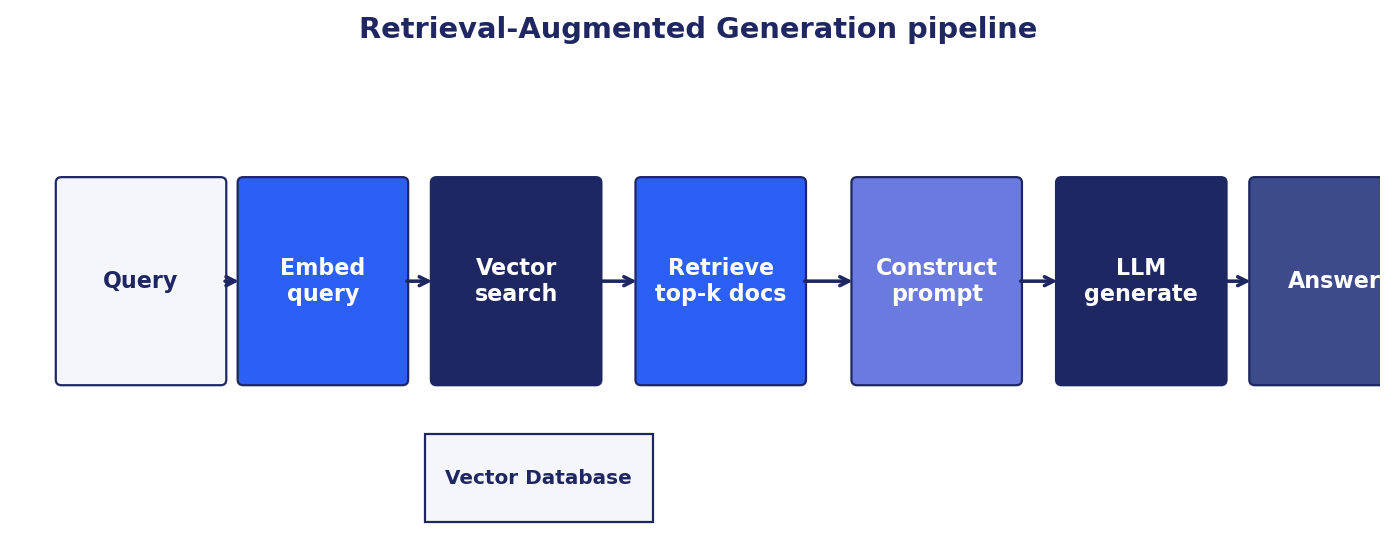 Retrieval-Augmented Generation pipeline
Query
Embed
query
Vector
search
Retrieve
top-k docs
Construct
prompt
LLM
generate
Answer
Vector Database